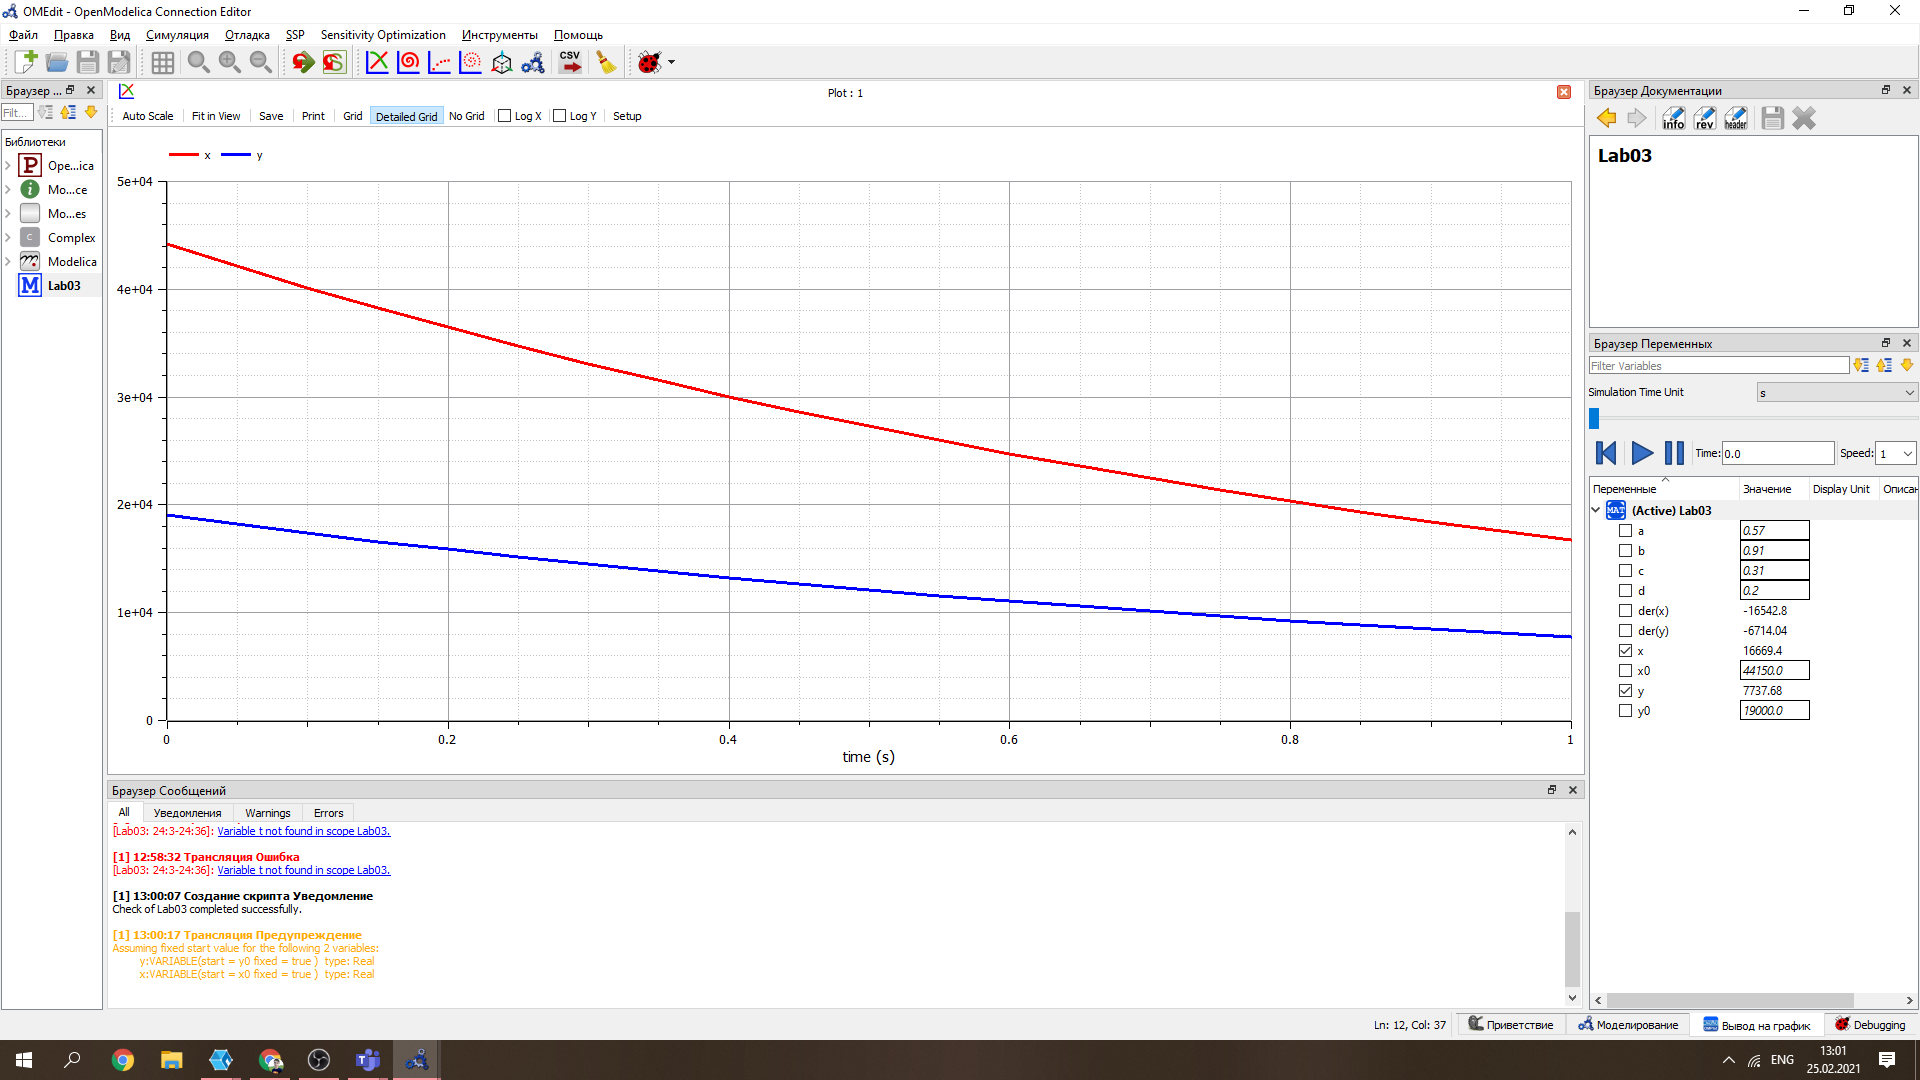 OMEdit - OpenModelica Connection Editor
Файл Правка Вид Симуляция Отладка SSP Sensitivity Optimization Инструменты Помощь
CSV
Браузер ...
Filt...
Библиотеки
P Ope...ica
i Mo...ce
Mo...es
C Complex
Modelica
M Lab03
Plot : 1
Auto Scale Fit in View Save Print Grid Detailed Grid No Grid Log X Log Y Setup
x y
5e+04
4e+04
3e+04
2e+04
1e+04
0
0 0.2 0.4 0.6 0.8 1
time (s)
Браузер Сообщений
All Уведомления Warnings Errors
[Lab03: 24:3-24:36]: Variable t not found in scope Lab03.
[1] 12:58:32 Трансляция Ошибка
[Lab03: 24:3-24:36]: Variable t not found in scope Lab03.
[1] 13:00:07 Создание скрипта Уведомление
Check of Lab03 completed successfully.
[1] 13:00:17 Трансляция Предупреждение
Assuming fixed start value for the following 2 variables:
y:VARIABLE(start = y0 fixed = true ) type: Real
x:VARIABLE(start = x0 fixed = true ) type: Real
Браузер Документации
info rev header
Lab03
Браузер Переменных
Filter Variables
Simulation Time Unit s
Time: 0.0 Speed: 1
Переменные Значение Display Unit Описан
MAT (Active) Lab03
a 0.57
b 0.91
c 0.31
d 0.2
der(x) -16542.8
der(y) -6714.04
x 16669.4
x0 44150.0
y 7737.68
y0 19000.0
Ln: 12, Col: 37 Приветствие Моделирование Вывод на график Debugging
ENG
13:01
25.02.2021